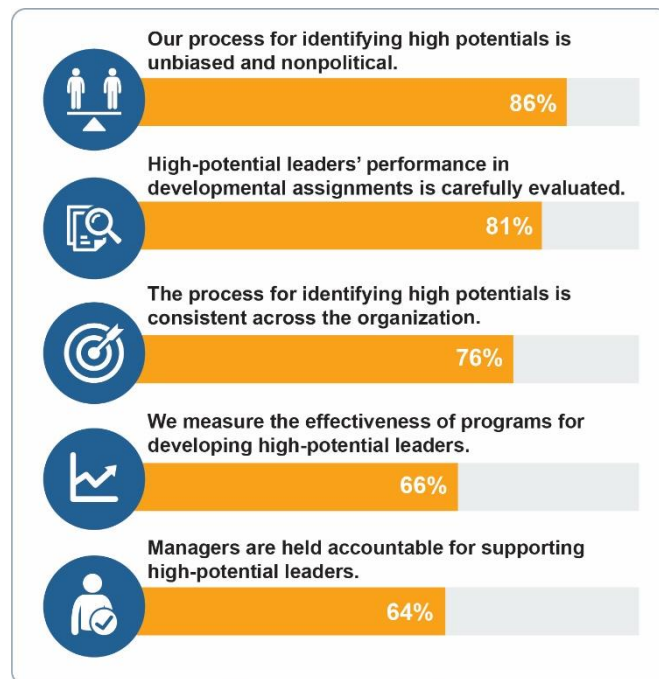 Our process for identifying high potentials is
unbiased and nonpolitical.
86%
High-potential leaders’ performance in
developmental assignments is carefully evaluated.
81%
The process for identifying high potentials is
consistent across the organization.
76%
We measure the effectiveness of programs for
developing high-potential leaders.
66%
Managers are held accountable for supporting
high-potential leaders.
64%